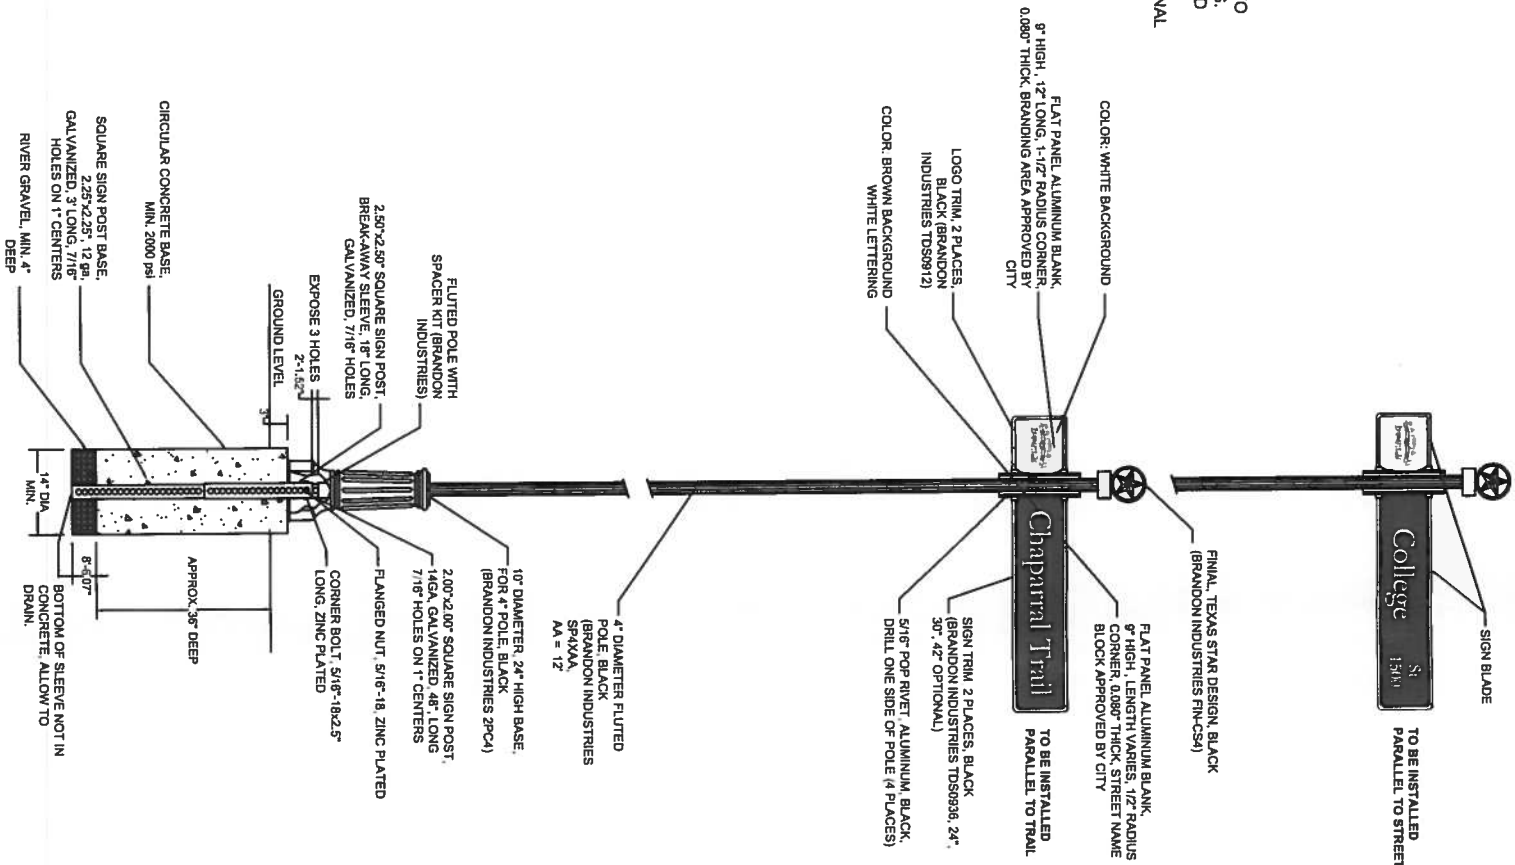 O
S.
D
NAL
SIGN BLADE
College
St
1500
TO BE INSTALLED
PARALLEL TO STREET
FINIAL, TEXAS STAR DESIGN, BLACK
(BRANDON INDUSTRIES FIN-CS4)
COLOR: WHITE BACKGROUND
FLAT PANEL ALUMINUM BLANK,
9" HIGH , 12" LONG, 1-1/2" RADIUS CORNER,
0.080" THICK, BRANDING AREA APPROVED BY
CITY
LOGO TRIM, 2 PLACES,
BLACK (BRANDON
INDUSTRIES TDS0912)
COLOR: BROWN BACKGROUND
WHITE LETTERING
Chaparral Trail
FLAT PANEL ALUMINUM BLANK,
9" HIGH , LENGTH VARIES, 1/2" RADIUS
CORNER, 0.080" THICK, STREET NAME
BLOCK APPROVED BY CITY
TO BE INSTALLED
PARALLEL TO TRAIL
SIGN TRIM 2 PLACES, BLACK
(BRANDON INDUSTRIES TDS0936, 24",
30", 42" OPTIONAL)
5/16" POP RIVET, ALUMINUM, BLACK,
DRILL ONE SIDE OF POLE (4 PLACES)
4" DIAMETER FLUTED
POLE, BLACK
(BRANDON INDUSTRIES
SP4XAA,
AA = 12'
FLUTED POLE WITH
SPACER KIT (BRANDON
INDUSTRIES)
2.50"x2.50" SQUARE SIGN POST,
BREAK-AWAY SLEEVE, 18" LONG,
GALVANIZED, 7/16" HOLES
EXPOSE 3 HOLES
2'-1.52"
GROUND LEVEL
3"
10" DIAMETER, 24" HIGH BASE,
FOR 4" POLE, BLACK
(BRANDON INDUSTRIES 2PC4)
2.00"x2.00" SQUARE SIGN POST,
14GA, GALVANIZED, 48" LONG
7/16" HOLES ON 1" CENTERS
FLANGED NUT, 5/16"-18, ZINC PLATED
CORNER BOLT, 5/16"-18x2.5"
LONG, ZINC PLATED
CIRCULAR CONCRETE BASE,
MIN. 2000 psi
SQUARE SIGN POST BASE,
2.25"x2.25", 12 ga,
GALVANIZED, 3' LONG, 7/16"
HOLES ON 1" CENTERS
RIVER GRAVEL, MIN. 4"
DEEP
14" DIA
MIN.
APPROX. 36" DEEP
BOTTOM OF SLEEVE NOT IN
CONCRETE, ALLOW TO
DRAIN.